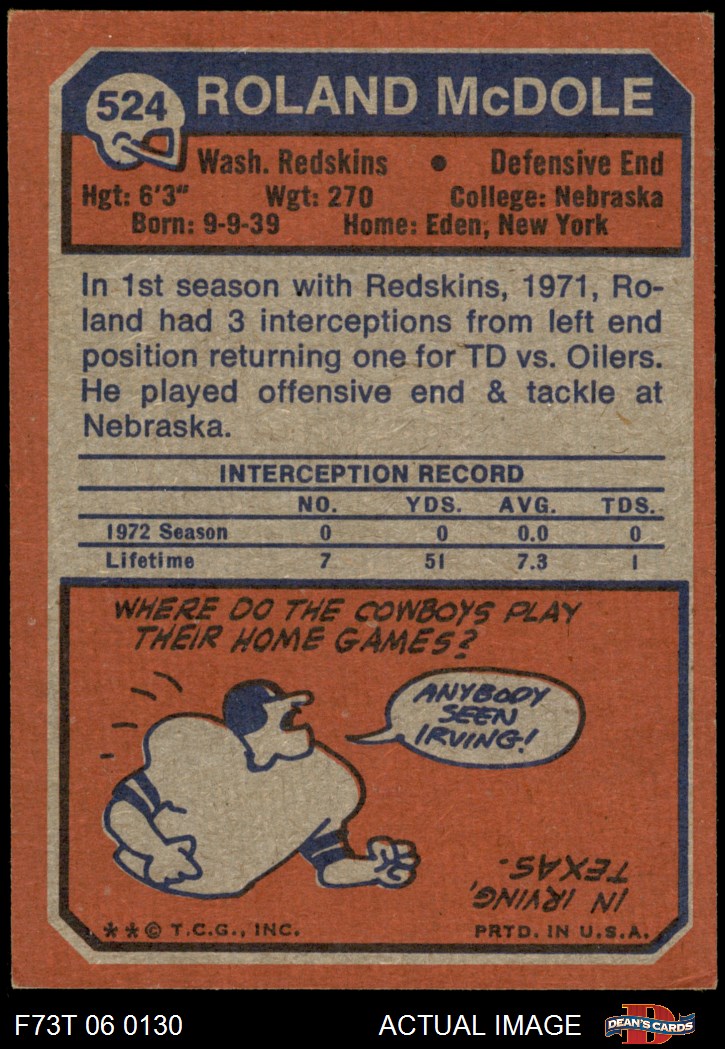 524 ROLAND McDOLE
Wash. Redskins • Defensive End
Hgt: 6'3" Wgt: 270 College: Nebraska
Born: 9-9-39 Home: Eden, New York
In 1st season with Redskins, 1971, Ro-
land had 3 interceptions from left end
position returning one for TD vs. Oilers.
He played offensive end & tackle at
Nebraska.
INTERCEPTION RECORD
NO. YDS. AVG. TDS.
1972 Season 0 0 0.0 0
Lifetime 7 51 7.3 1
WHERE DO THE COWBOYS PLAY
THEIR HOME GAMES?
ANYBODY
SEEN
IRVING!
IN IRVING,
TEXAS.
**© T.C.G., INC. PRTD. IN U.S.A.
F73T 06 0130 ACTUAL IMAGE
D
DEAN'S CARDS